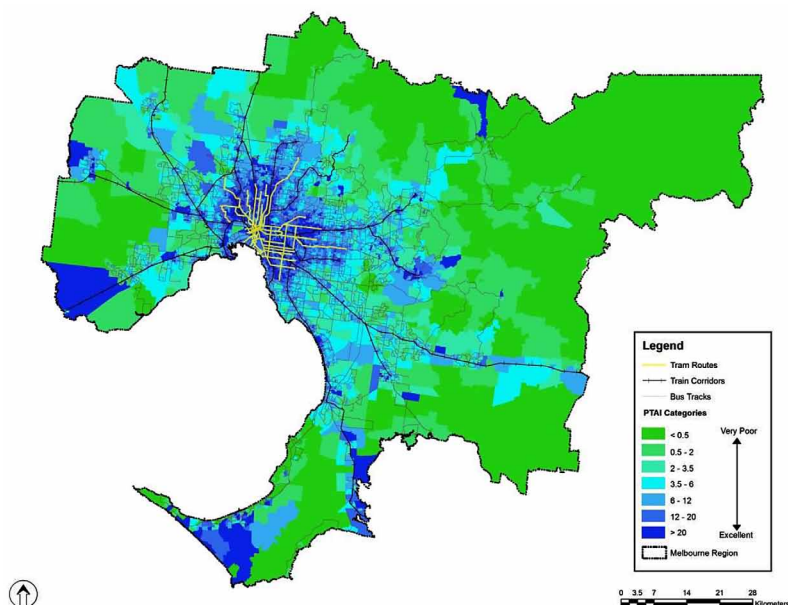 Legend
Tram Routes
Train Corridors
Bus Tracks
PTAI Categories
< 0.5
Very Poor
0.5 - 2
2 - 3.5
3.5 - 6
6 - 12
12 - 20
> 20
Excellent
Melbourne Region
0 3.5 7 14 21 28
Kilometers